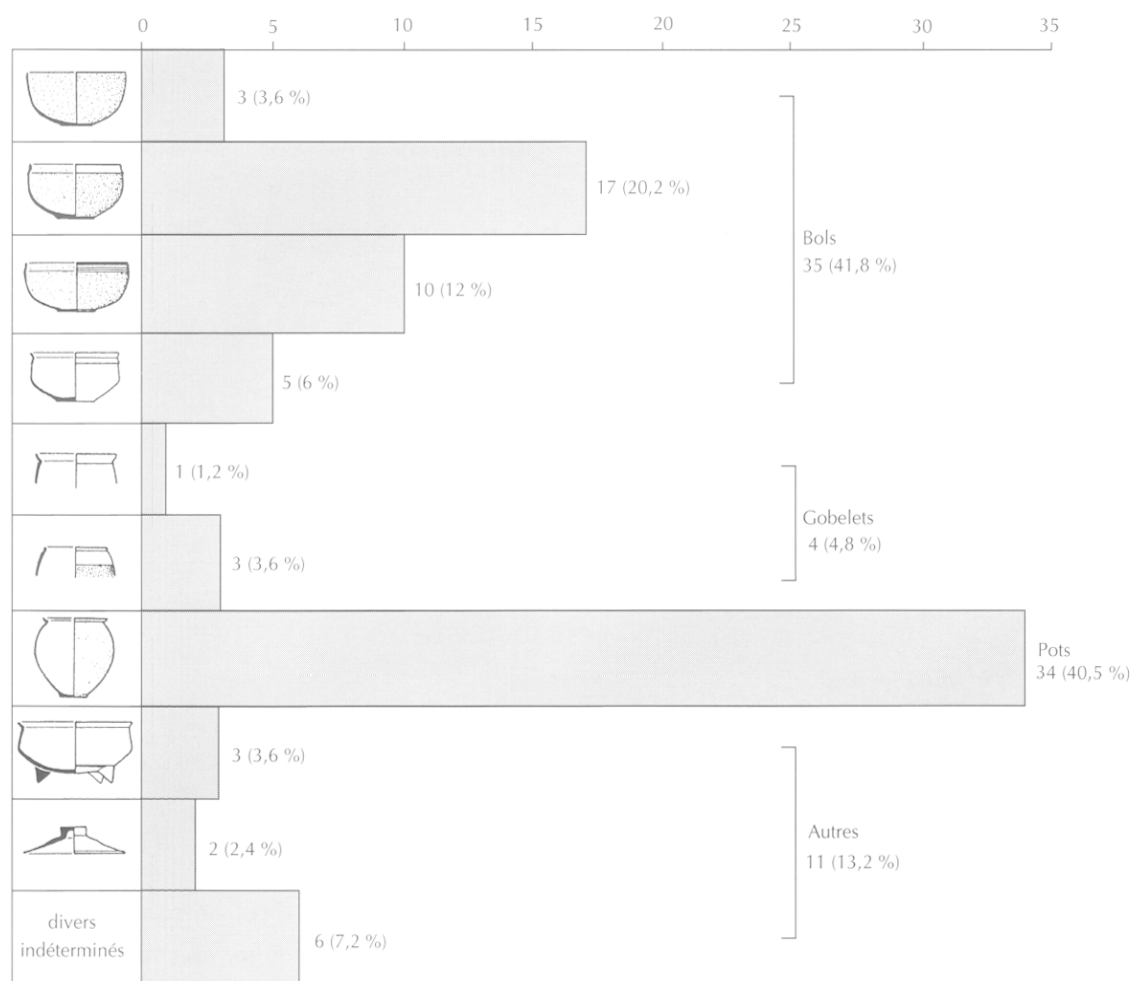 0 5 10 15 20 25 30 35
3 (3,6 %)
17 (20,2 %)
Bols
35 (41,8 %)
10 (12 %)
5 (6 %)
1 (1,2 %)
Gobelets
4 (4,8 %)
3 (3,6 %)
Pots
34 (40,5 %)
3 (3,6 %)
Autres
11 (13,2 %)
2 (2,4 %)
divers
indéterminés
6 (7,2 %)